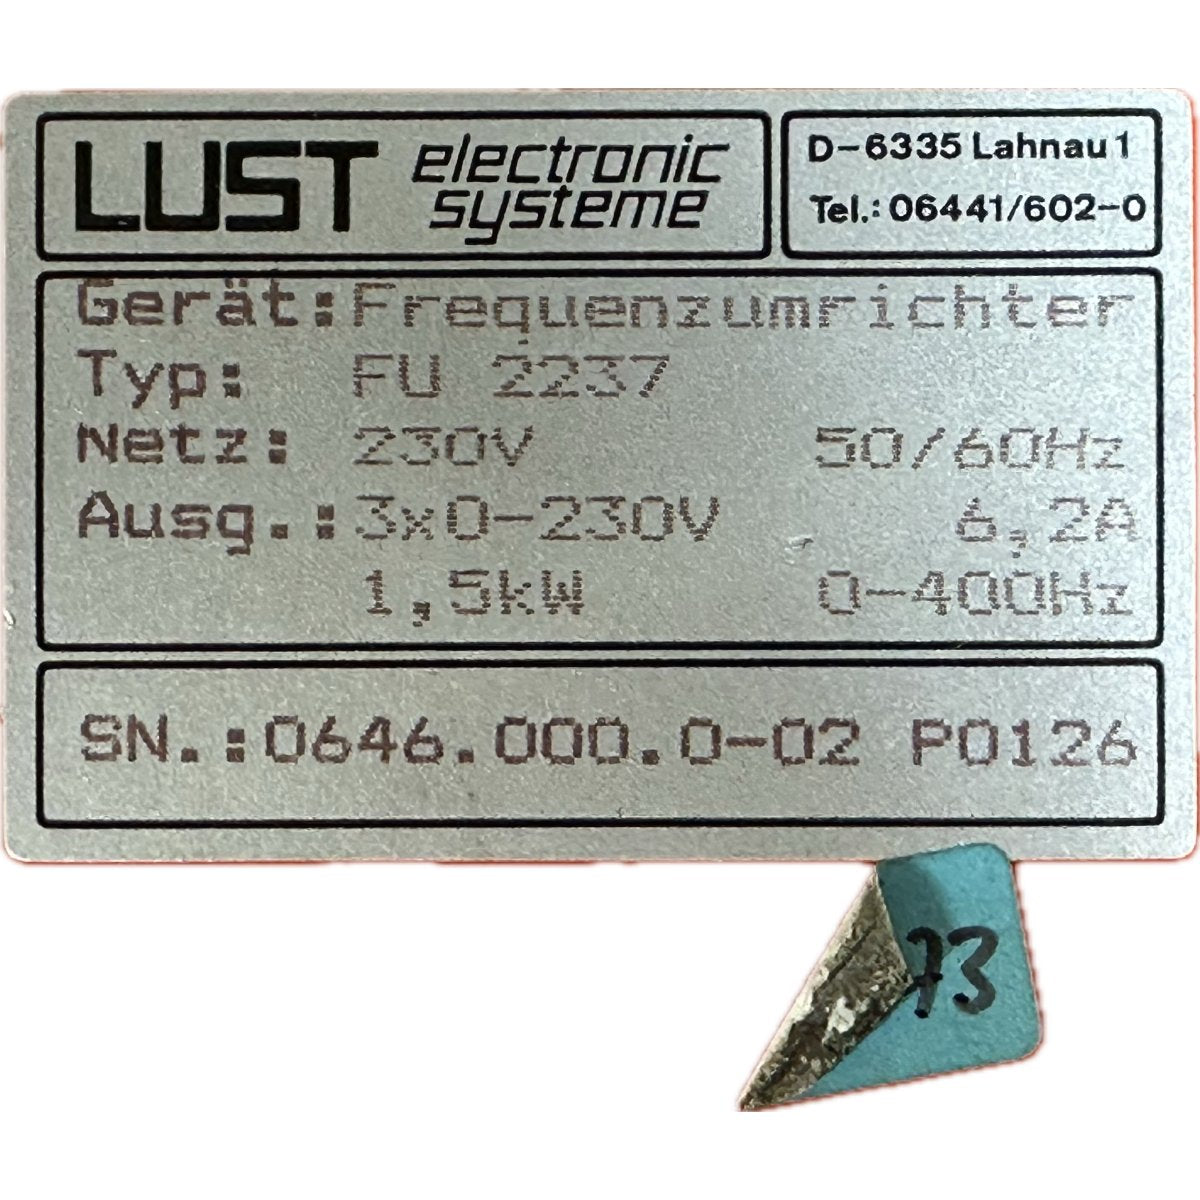 LUST electronic
systeme
D-6335 Lahnau 1
Tel.: 06441/602-0
Gerät: Frequenzumrichter
Typ: FU 2237
Netz: 230V 50/60Hz
Ausg.: 3x0-230V 6,2A
1,5kW 0-400Hz
SN.:0646.000.0-02 P0126
73